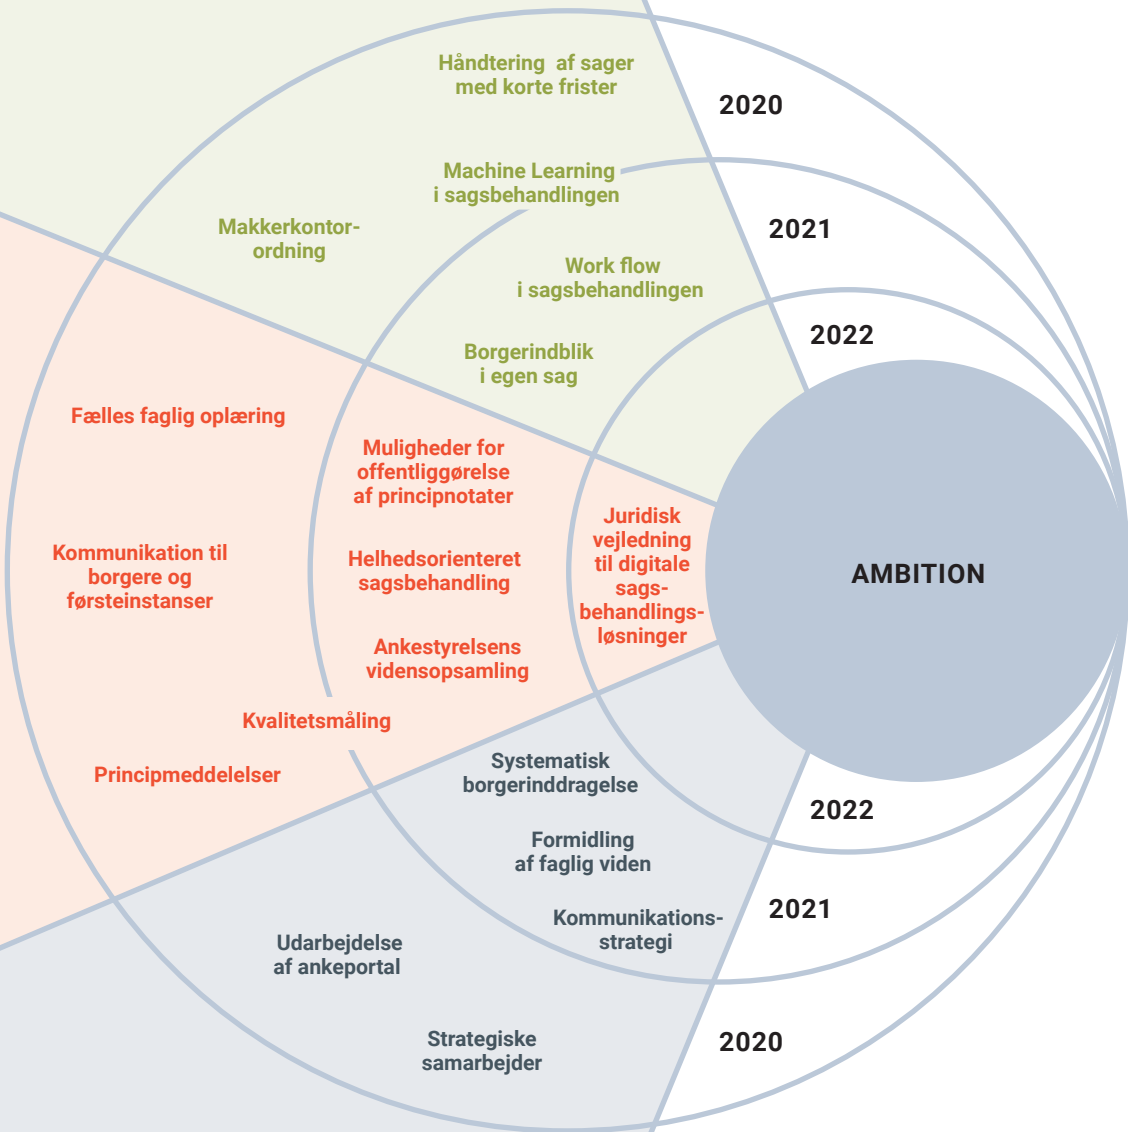 Håndtering af sager
med korte frister
2020
Machine Learning
i sagsbehandlingen
Makkerkontor-
ordning
2021
Work flow
i sagsbehandlingen
2022
Borgerindblik
i egen sag
Fælles faglig oplæring
Muligheder for
offentliggørelse
af principnotater
Juridisk
vejledning
til digitale
sags-
behandlings-
løsninger
Kommunikation til
borgere og
førsteinstanser
Helhedsorienteret
sagsbehandling
AMBITION
Ankestyrelsens
vidensopsamling
Kvalitetsmåling
Principmeddelelser
Systematisk
borgerinddragelse
2022
Formidling
af faglig viden
2021
Kommunikations-
strategi
Udarbejdelse
af ankeportal
Strategiske
samarbejder
2020